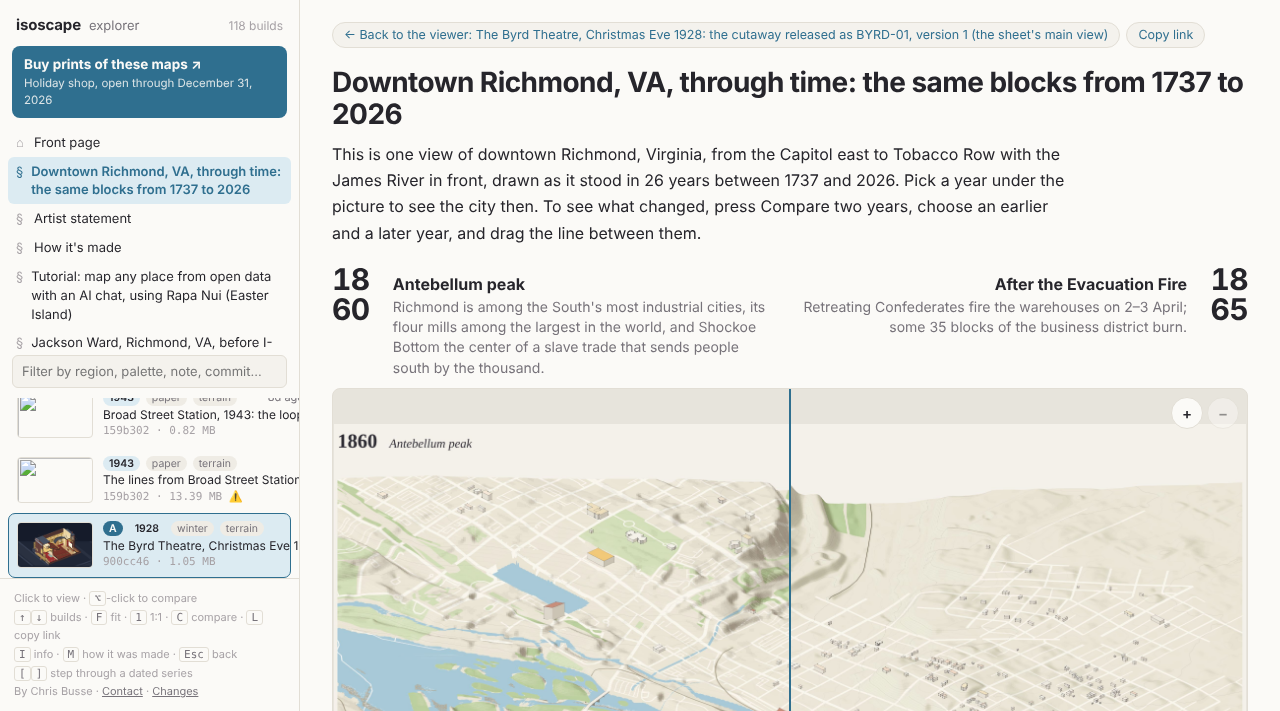 isoscape explorer 118 builds
Buy prints of these maps ↗
Holiday shop, open through December 31,
2026
⌂ Front page
§ Downtown Richmond, VA, through time:
the same blocks from 1737 to 2026
§ Artist statement
§ How it's made
§ Tutorial: map any place from open data
with an AI chat, using Rapa Nui (Easter
Island)
§ Jackson Ward, Richmond, VA, before I-
Filter by region, palette, note, commit...
1943 paper terrain 8d ago
Broad Street Station, 1943: the loop
159b302 · 0.82 MB
1943 paper terrain
The lines from Broad Street Station
159b302 · 13.39 MB ⚠️
A 1928 winter terrain
The Byrd Theatre, Christmas Eve 1
900cc46 · 1.05 MB
Click to view · ⌥-click to compare
↑ ↓ builds · F fit · 1 1:1 · C compare · L
copy link
I info · M how it was made · Esc back
[ ] step through a dated series
By Chris Busse · Contact · Changes
← Back to the viewer: The Byrd Theatre, Christmas Eve 1928: the cutaway released as BYRD-01, version 1 (the sheet's main view) Copy link
Downtown Richmond, VA, through time: the same blocks from 1737 to
2026
This is one view of downtown Richmond, Virginia, from the Capitol east to Tobacco Row with the
James River in front, drawn as it stood in 26 years between 1737 and 2026. Pick a year under the
picture to see the city then. To see what changed, press Compare two years, choose an earlier
and a later year, and drag the line between them.
18
60
Antebellum peak
Richmond is among the South's most industrial cities, its
flour mills among the largest in the world, and Shockoe
Bottom the center of a slave trade that sends people
south by the thousand.
After the Evacuation Fire
Retreating Confederates fire the warehouses on 2–3 April;
some 35 blocks of the business district burn.
18
65
+ −
1860 Antebellum peak